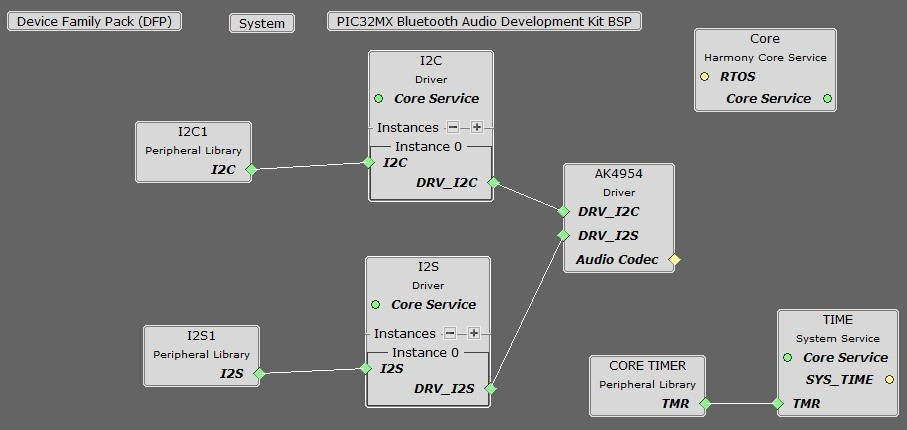 Device Family Pack (DFP)
System
PIC32MX Bluetooth Audio Development Kit BSP
Core
Harmony Core Service
RTOS
Core Service
I2C
Driver
Core Service
Instances − +
Instance 0
I2C
DRV_I2C
I2C1
Peripheral Library
I2C
AK4954
Driver
DRV_I2C
DRV_I2S
Audio Codec
I2S
Driver
Core Service
Instances − +
Instance 0
I2S
DRV_I2S
I2S1
Peripheral Library
I2S
CORE TIMER
Peripheral Library
TMR
TIME
System Service
Core Service
SYS_TIME
TMR